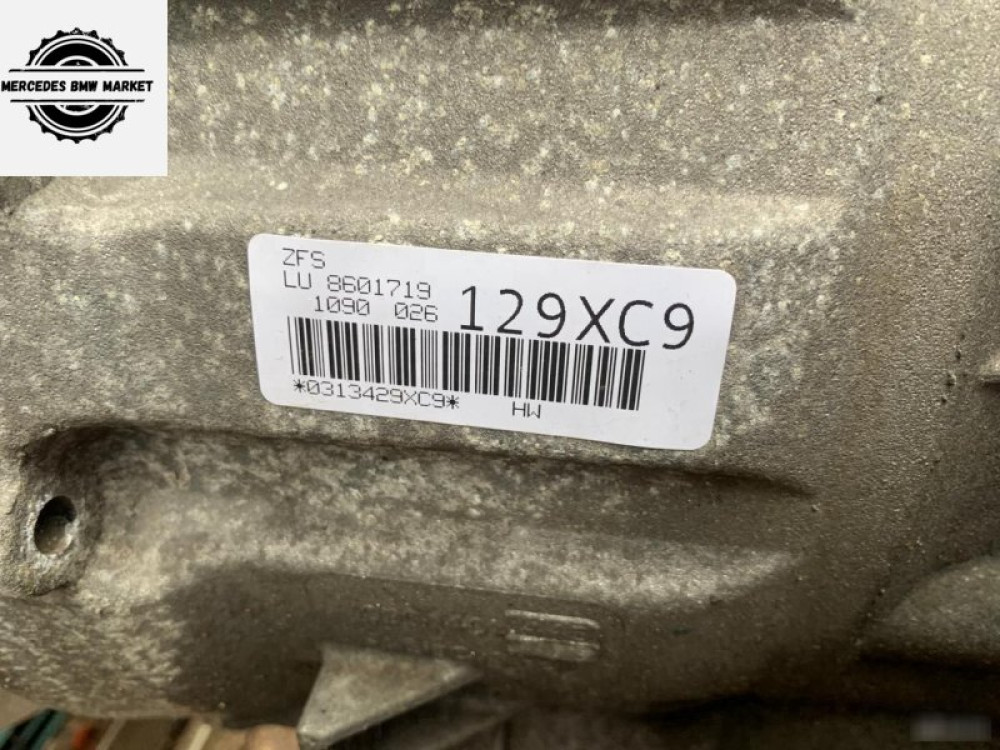 MERCEDES BMW MARKET
ZFS
LU 8601719
1090 026
129XC9
*0313429XC9*
HW